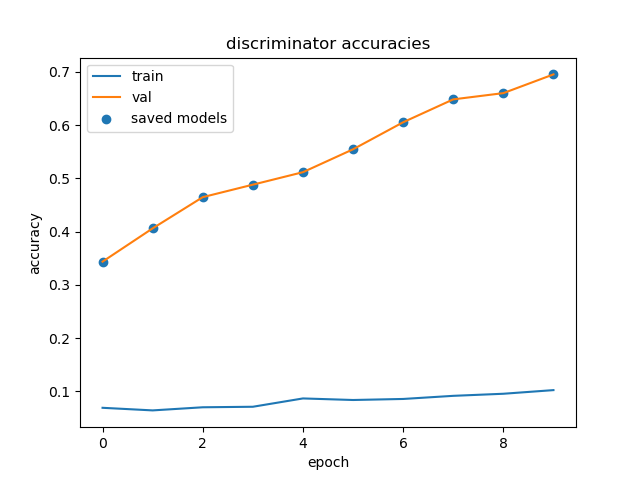 discriminator accuracies
train
val
saved models
0.7
0.6
0.5
0.4
0.3
0.2
0.1
accuracy
0 2 4 6 8
epoch